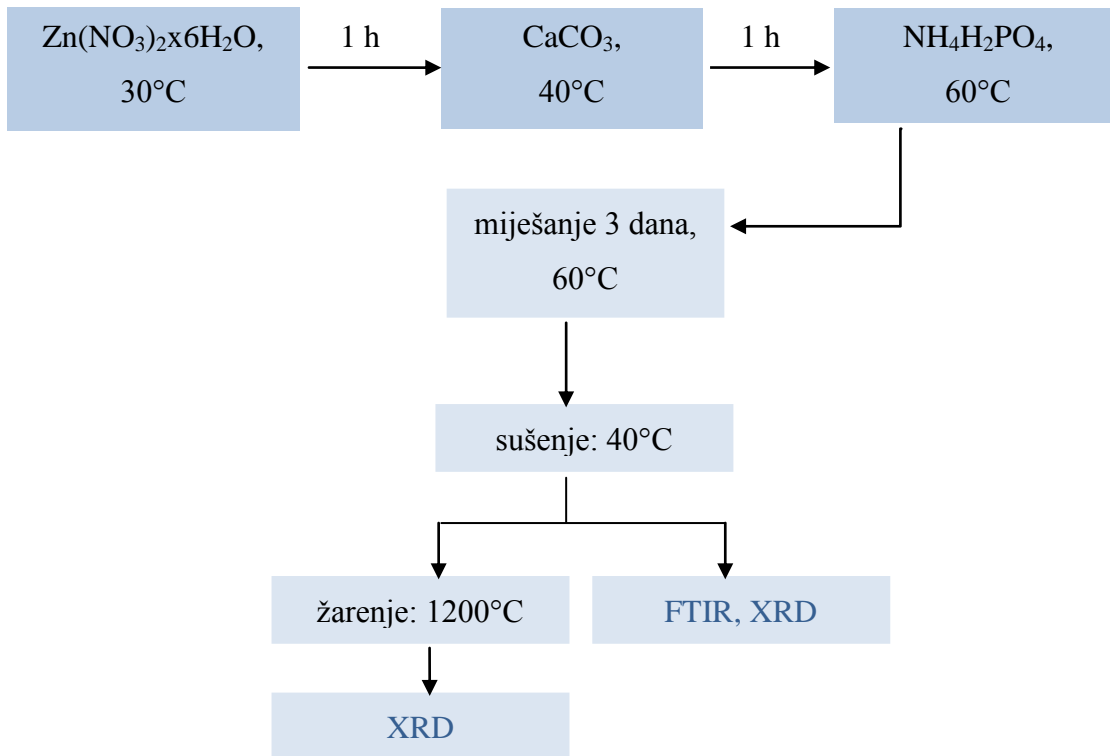 Zn(NO₃)₂x6H₂O,
30°C
1 h
CaCO₃,
40°C
1 h
NH₄H₂PO₄,
60°C
miješanje 3 dana,
60°C
sušenje: 40°C
žarenje: 1200°C
FTIR, XRD
XRD